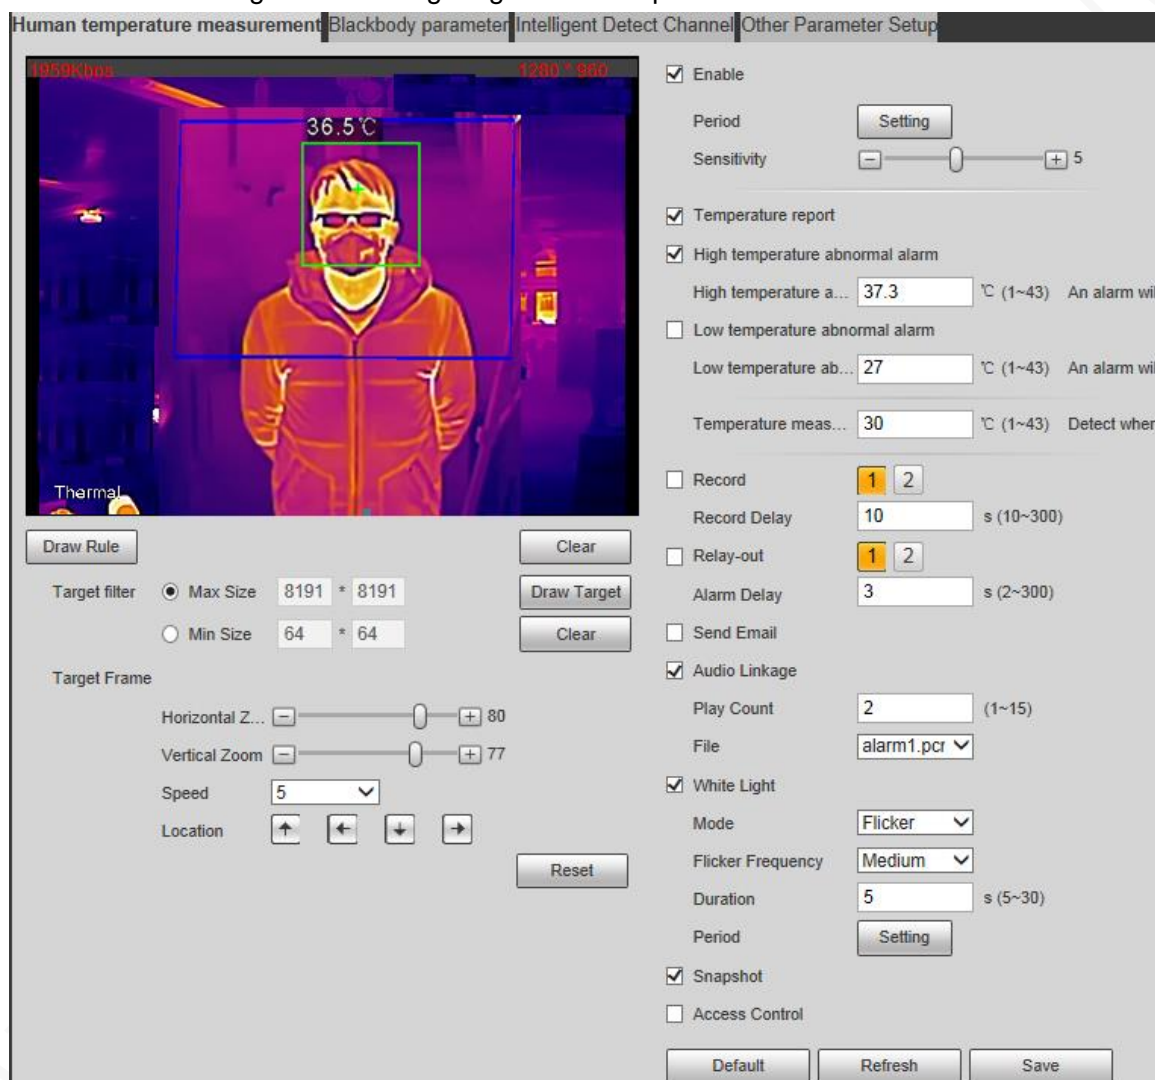 Human temperature measurement Blackbody parameter Intelligent Detect Channel Other Parameter Setup
1959Kbps 1280 * 960
36.5℃
Thermal
Draw Rule Clear
Target filter Max Size 8191 * 8191 Draw Target
Min Size 64 * 64 Clear
Target Frame
Horizontal Z... - + 80
Vertical Zoom - + 77
Speed 5
Location
Reset
Enable
Period Setting
Sensitivity - + 5
Temperature report
High temperature abnormal alarm
High temperature a... 37.3 ℃ (1~43) An alarm wil
Low temperature abnormal alarm
Low temperature ab... 27 ℃ (1~43) An alarm wil
Temperature meas... 30 ℃ (1~43) Detect when
Record 1 2
Record Delay 10 s (10~300)
Relay-out 1 2
Alarm Delay 3 s (2~300)
Send Email
Audio Linkage
Play Count 2 (1~15)
File alarm1.pcr
White Light
Mode Flicker
Flicker Frequency Medium
Duration 5 s (5~30)
Period Setting
Snapshot
Access Control
Default Refresh Save